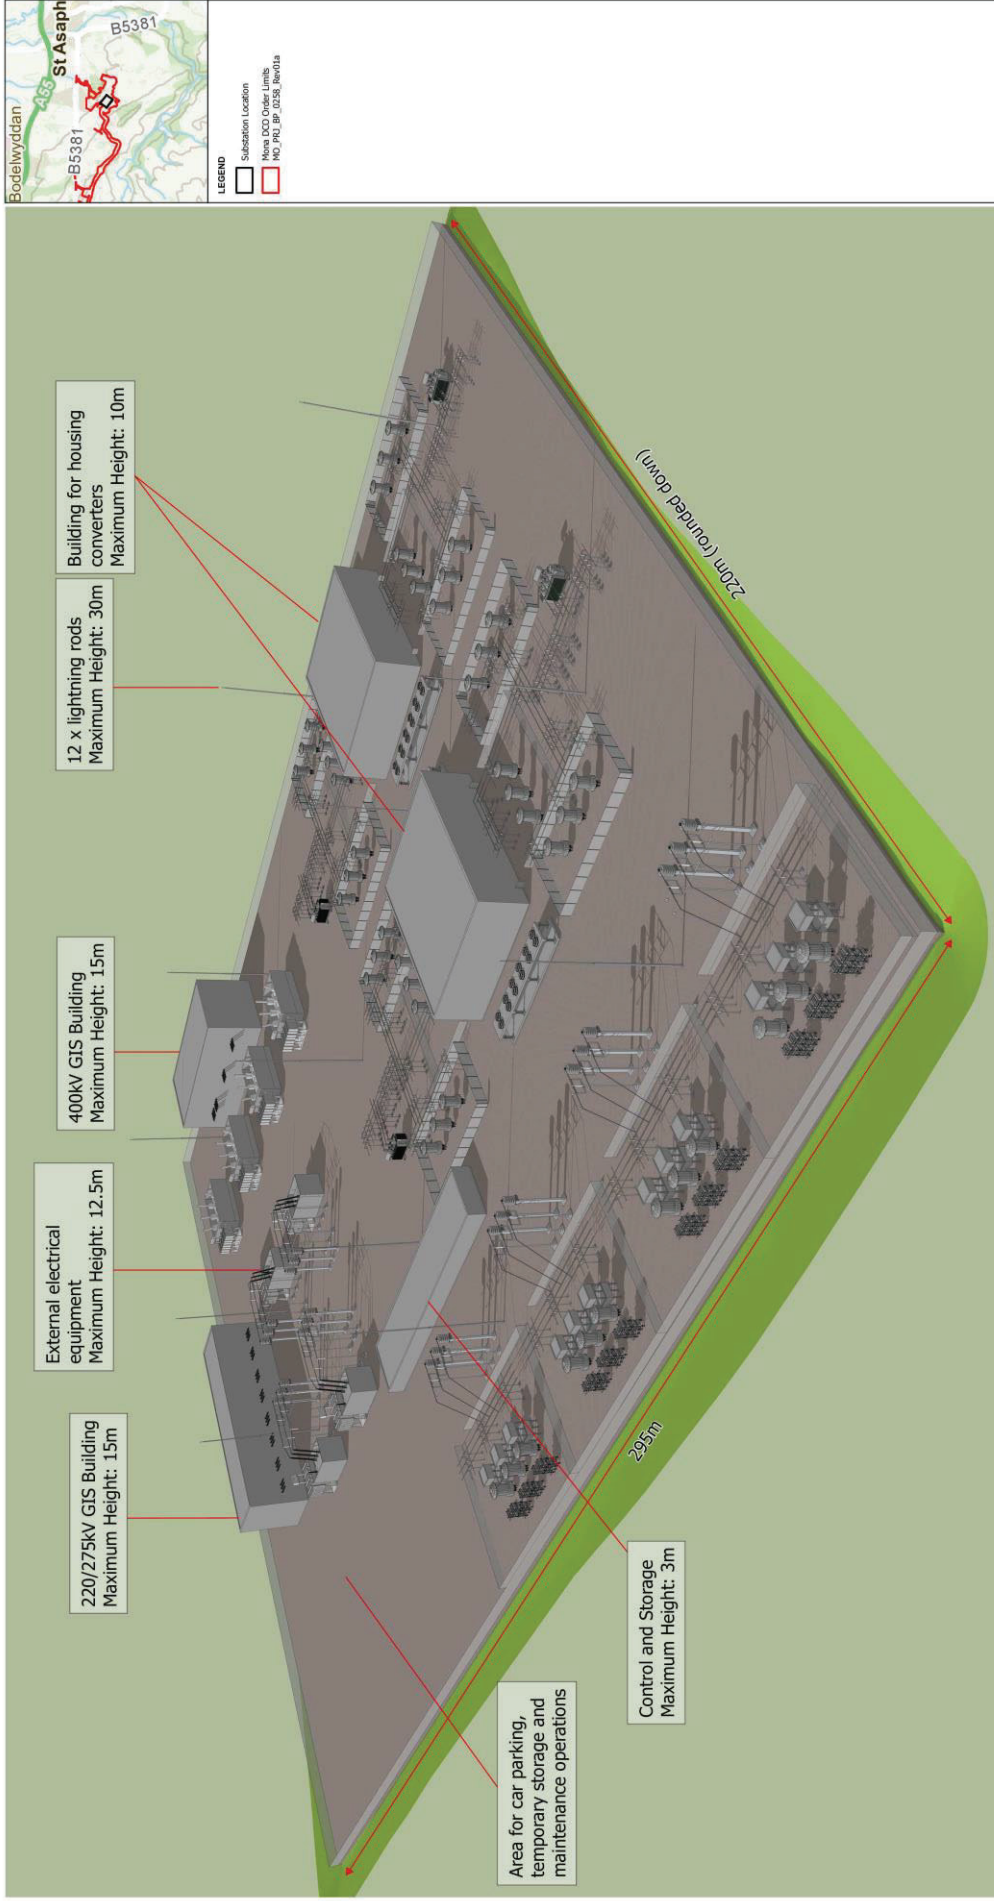 220/275kV GIS Building
Maximum Height: 15m
External electrical
equipment
Maximum Height: 12.5m
400kV GIS Building
Maximum Height: 15m
12 x lightning rods
Maximum Height: 30m
Building for housing
converters
Maximum Height: 10m
Area for car parking,
temporary storage and
maintenance operations
Control and Storage
Maximum Height: 3m
295m
220m (rounded down)
Bodelwyddan
A55
St Asaph
B5381
B5381
LEGEND
Substation Location
Mona DCO Order Limits
MO_PRJ_BP_0258_Rev01a